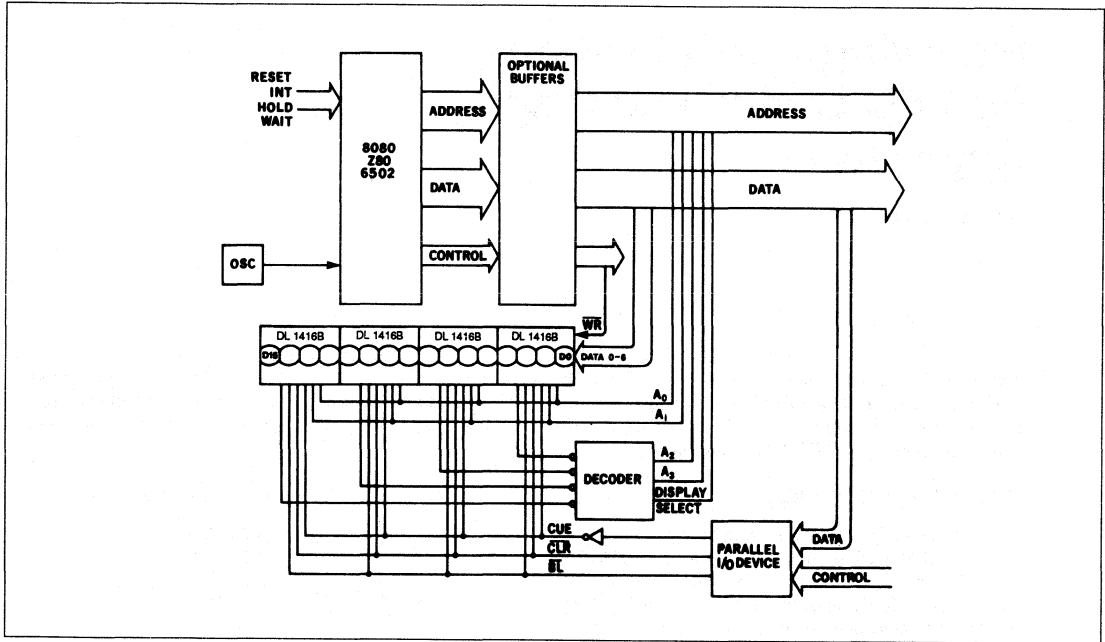 RESET
INT
HOLD
WAIT
8080
Z80
6502
OPTIONAL
BUFFERS
ADDRESS
ADDRESS
DATA
DATA
CONTROL
OSC
WR
DL 1416B
DL 1416B
DL 1416B
DL 1416B
D16
D0
DATA 0-6
A0
A1
A2
A3
DECODER
DISPLAY
SELECT
CUE
CLR
BL
PARALLEL
I/O DEVICE
DATA
CONTROL